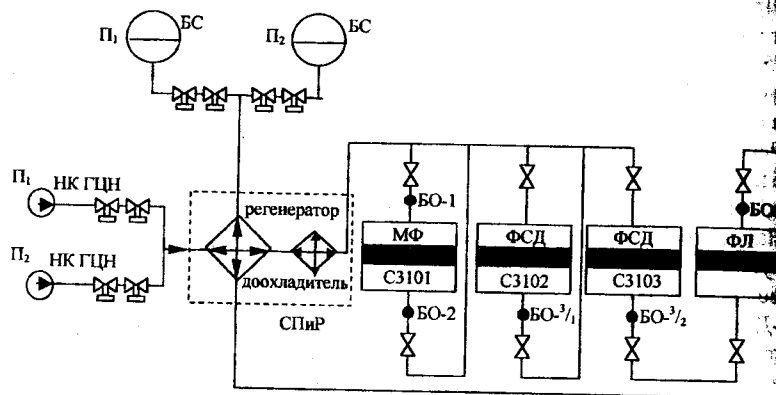 П₁ БС
П₂ БС
П₁ НК ГЦН
П₂ НК ГЦН
регенератор
доохладитель
СПиР
БО-1
МФ
С3101
БО-2
ФСД
С3102
БО-³/₁
ФСД
С3103
БО-³/₂
ФЛ